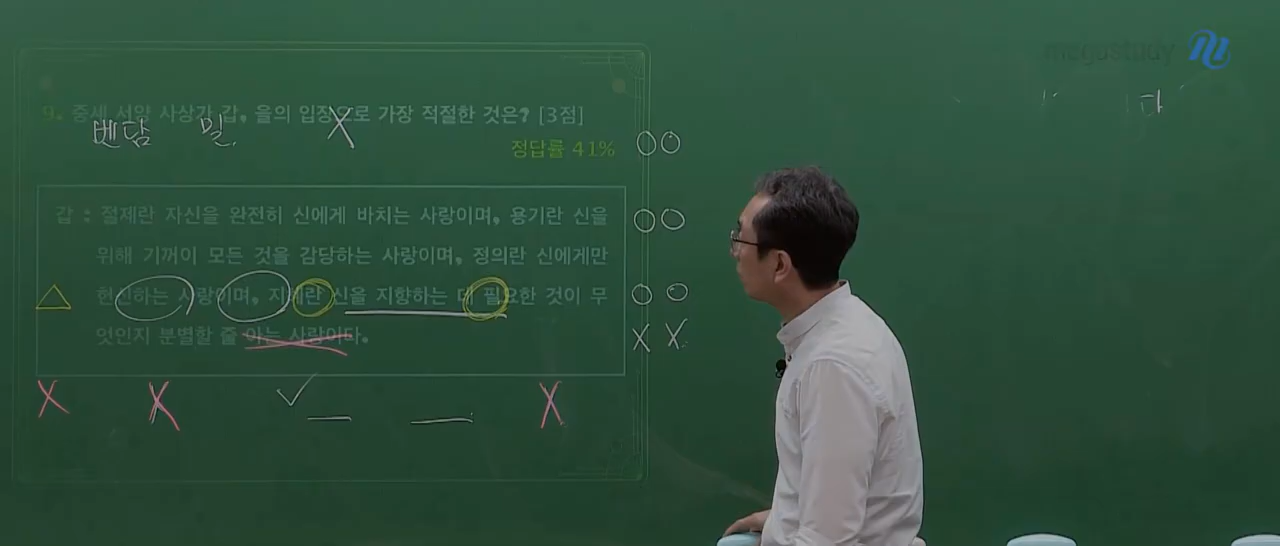 megastudy
다
9. 중세 서양 사상가 갑, 을의 입장으로 가장 적절한 것은? [3점]
벤담 밀. X
정답률 41% ○○
갑 : 절제란 자신을 완전히 신에게 바치는 사랑이며, 용기란 신을 ○○
위해 기꺼이 모든 것을 감당하는 사랑이며, 정의란 신에게만
헌신하는 사랑이며, 지혜란 신을 지향하는 데 필요한 것이 무 ○○
엇인지 분별할 줄 아는 사랑이다. X X
X X X